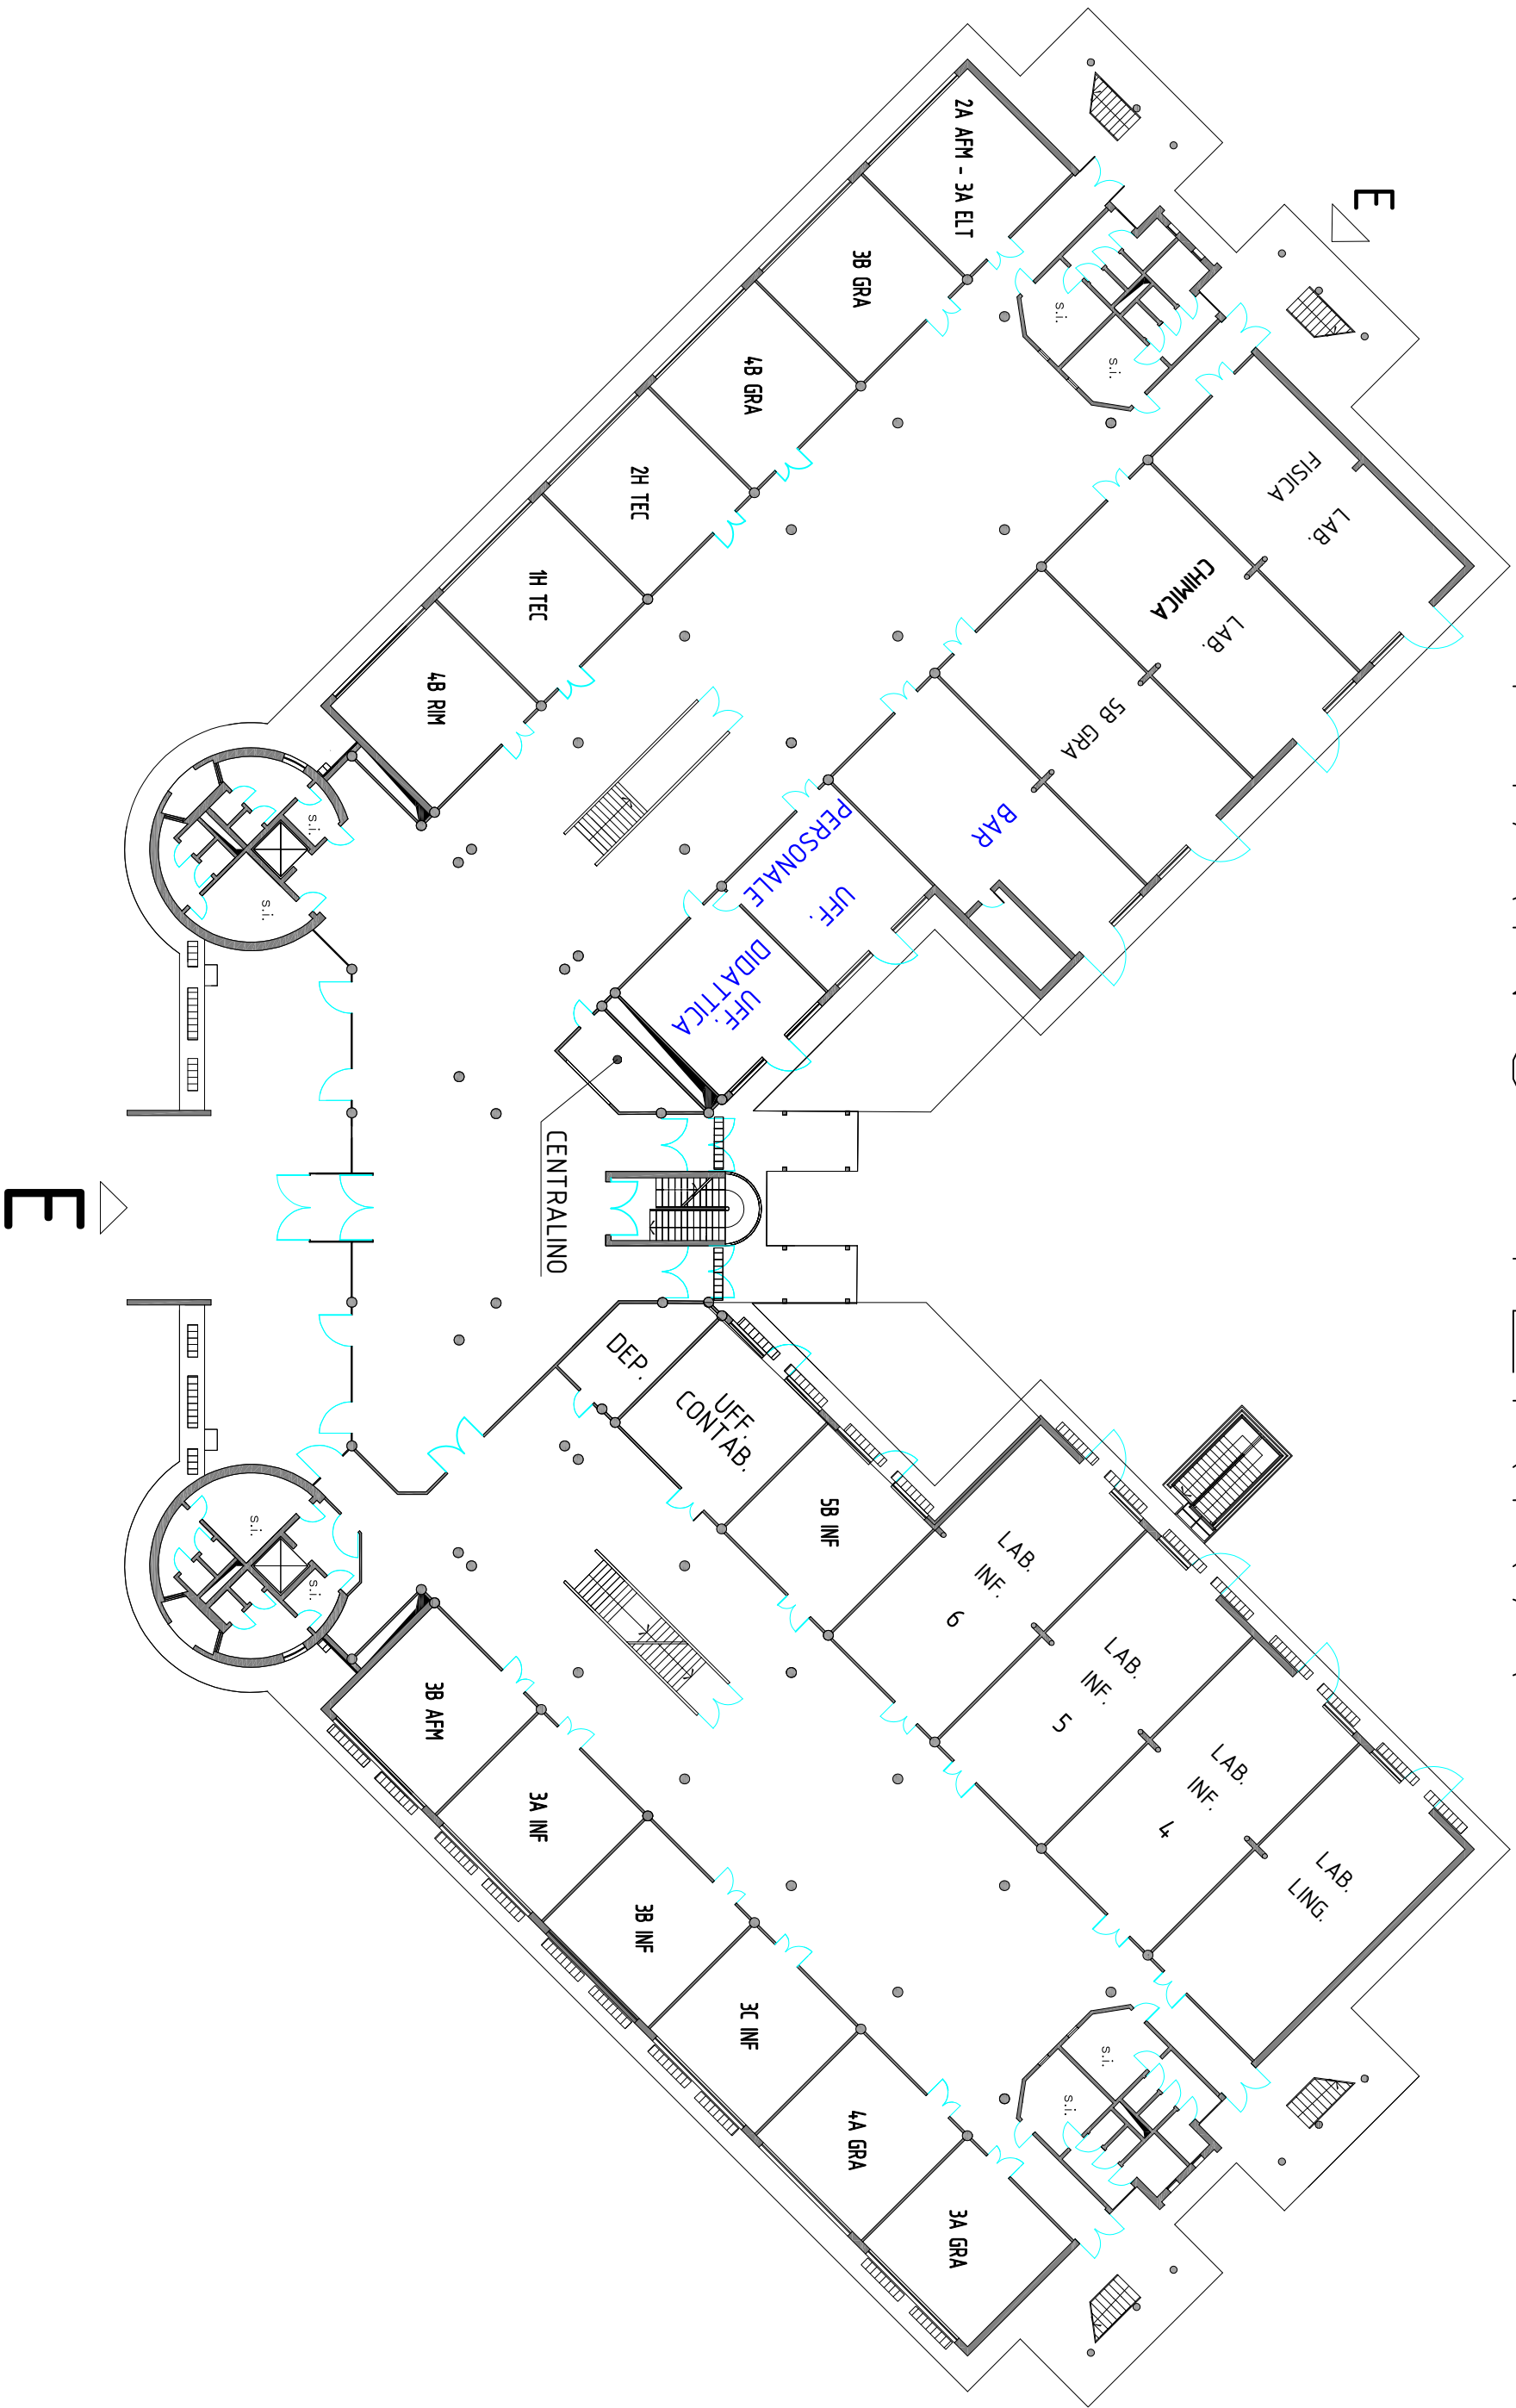 E
2A AFM - 3A ELT
3B GRA
4B GRA
2H TEC
1H TEC
4B RIM
s.i.
s.i.
LAB.
FISICA
LAB.
CHIMICA
5B GRA
BAR
UFF.
PERSONALE
UFF.
DIDATTICA
s.i.
s.i.
CENTRALINO
E
DEP.
UFF.
CONTAB.
5B INF
LAB.
INF.
6
LAB.
INF.
5
LAB.
INF.
4
LAB.
LING.
s.i.
s.i.
3B AFM
3A INF
3B INF
3C INF
4A GRA
3A GRA
s.i.
s.i.